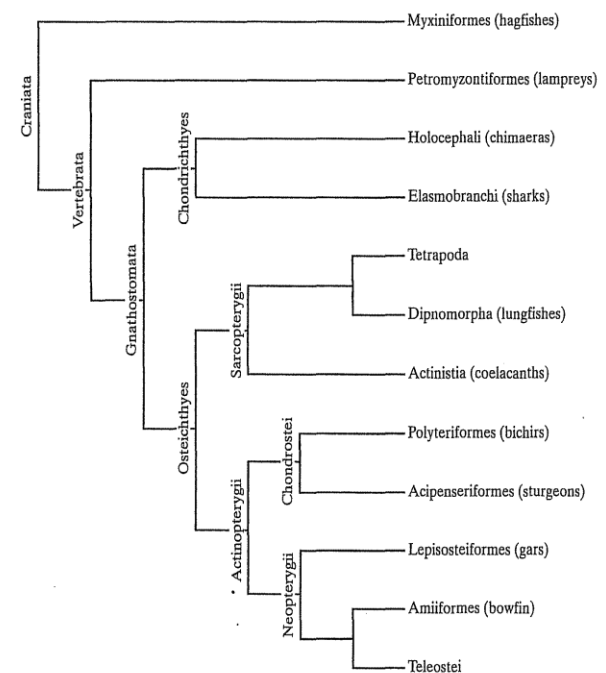 Myxiniformes (hagfishes)
Craniata
Petromyzontiformes (lampreys)
Vertebrata
Holocephali (chimaeras)
Chondrichthyes
Elasmobranchi (sharks)
Gnathostomata
Tetrapoda
Sarcopterygii
Dipnomorpha (lungfishes)
Actinistia (coelacanths)
Osteichthyes
Polyteriformes (bichirs)
Chondrostei
Acipenseriformes (sturgeons)
Actinopterygii
Lepisosteiformes (gars)
Neopterygii
Amiiformes (bowfin)
Teleostei